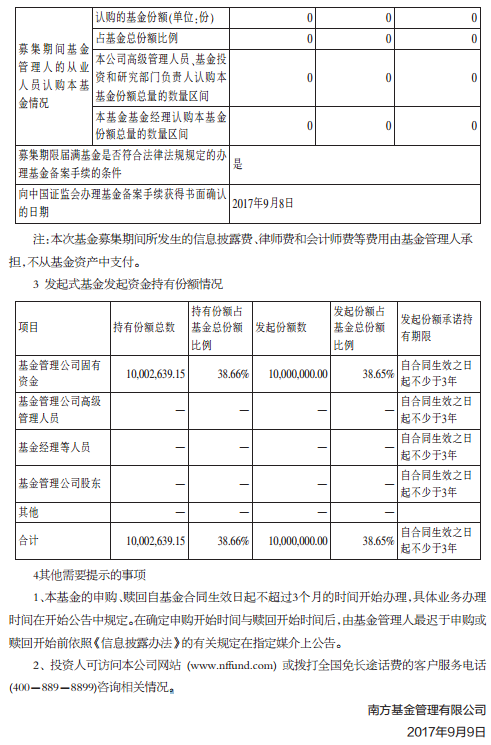 募集期间基金管理人的从业人员认购本基金情况
认购的基金份额(单位:份) 0 0 0
占基金总份额比例 0 0 0
本公司高级管理人员、基金投资和研究部门负责人认购本基金份额总量的数量区间 0 0 0
本基金基金经理认购本基金份额总量的数量区间 0 0 0
募集期限届满基金是否符合法律法规规定的办理基金备案手续的条件 是
向中国证监会办理基金备案手续获得书面确认的日期 2017年9月8日
注:本次基金募集期间所发生的信息披露费、律师费和会计师费等费用由基金管理人承
担,不从基金资产中支付。
3 发起式基金发起资金持有份额情况
项目 持有份额总数 持有份额占基金总份额比例 发起份额数 发起份额占基金总份额比例 发起份额承诺持有期限
基金管理公司固有资金 10,002,639.15 38.66% 10,000,000.00 38.65% 自合同生效之日起不少于3年
基金管理公司高级管理人员 — — — — 自合同生效之日起不少于3年
基金经理等人员 — — — — 自合同生效之日起不少于3年
基金管理公司股东 — — — — 自合同生效之日起不少于3年
其他 — — — —
合计 10,002,639.15 38.66% 10,000,000.00 38.65% 自合同生效之日起不少于3年
4其他需要提示的事项
1、本基金的申购、赎回自基金合同生效日起不超过3个月的时间开始办理,具体业务办理
时间在开始公告中规定。在确定申购开始时间与赎回开始时间后,由基金管理人最迟于申购或
赎回开始前依照《信息披露办法》的有关规定在指定媒介上公告。
2、投资人可访问本公司网站 (www.nffund.com) 或拨打全国免长途话费的客户服务电话
(400—889—8899)咨询相关情况。
南方基金管理有限公司
2017年9月9日